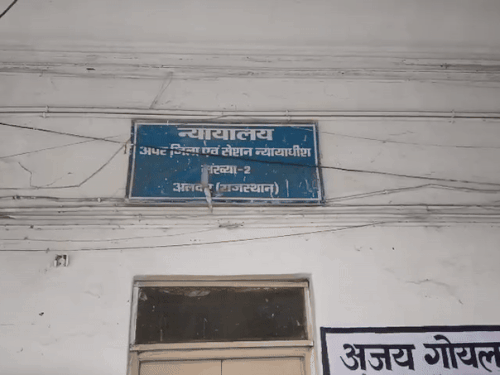 न्यायालय
अपर जिला एवं सेशन न्यायाधीश
संख्या-2
अलवर (राजस्थान)
अजय गोयल